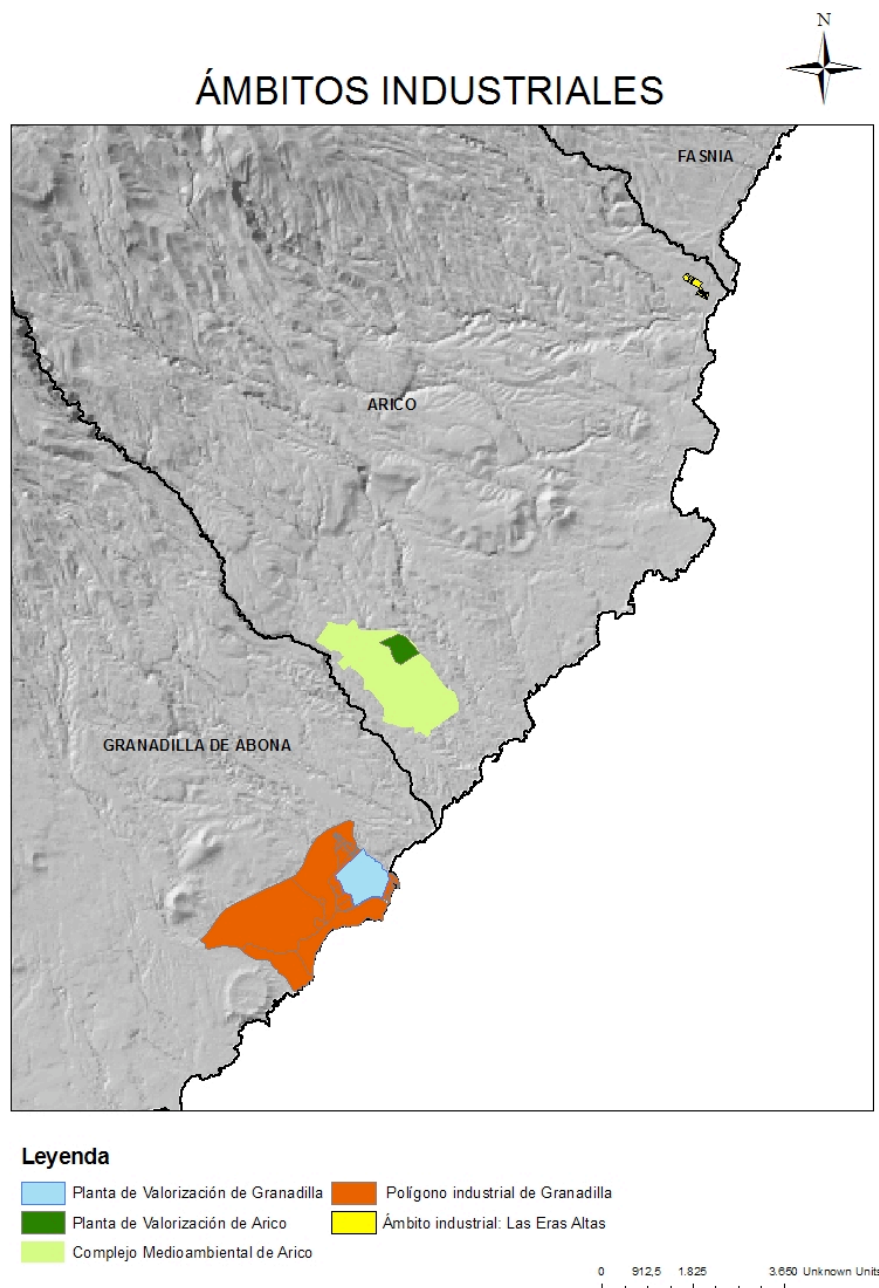 N
ÁMBITOS INDUSTRIALES
FASNIA
ARICO
GRANADILLA DE ABONA
Leyenda
Planta de Valorización de Granadilla
Polígono industrial de Granadilla
Planta de Valorización de Arico
Ámbito industrial: Las Eras Altas
Complejo Medioambiental de Arico
0 912,5 1.825 3.650 Unknown Units